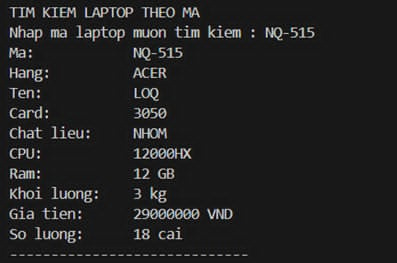 TIM KIEM LAPTOP THEO MA
Nhap ma laptop muon tim kiem : NQ-515
Ma: NQ-515
Hang: ACER
Ten: LOQ
Card: 3050
Chat lieu: NHOM
CPU: 12000HX
Ram: 12 GB
Khoi luong: 3 kg
Gia tien: 29000000 VND
So luong: 18 cai
-----------------------------